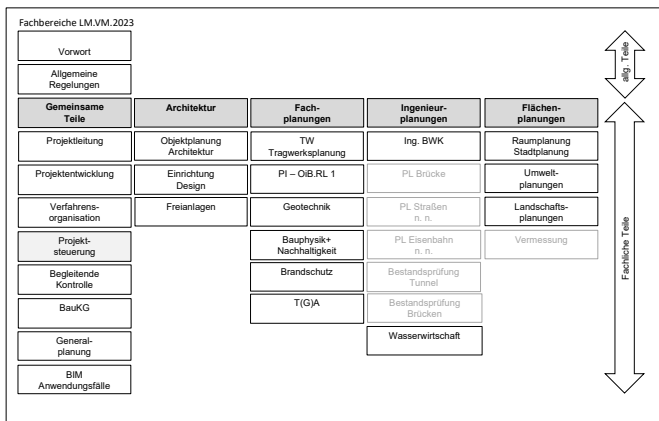 Fachbereiche LM.VM.2023
Vorwort
Allgemeine
Regelungen
allg. Teile
Gemeinsame
Teile
Projektleitung
Projektentwicklung
Verfahrens-
organisation
Projekt-
steuerung
Begleitende
Kontrolle
BauKG
General-
planung
BIM
Anwendungsfälle
Architektur
Objektplanung
Architektur
Einrichtung
Design
Freianlagen
Fach-
planungen
TW
Tragwerksplanung
PI – OiB.RL 1
Geotechnik
Bauphysik+
Nachhaltigkeit
Brandschutz
T(G)A
Ingenieur-
planungen
Ing. BWK
PL Brücke
PL Straßen
n. n.
PL Eisenbahn
n. n.
Bestandsprüfung
Tunnel
Bestandsprüfung
Brücken
Wasserwirtschaft
Flächen-
planungen
Raumplanung
Stadtplanung
Umwelt-
planungen
Landschafts-
planungen
Vermessung
Fachliche Teile